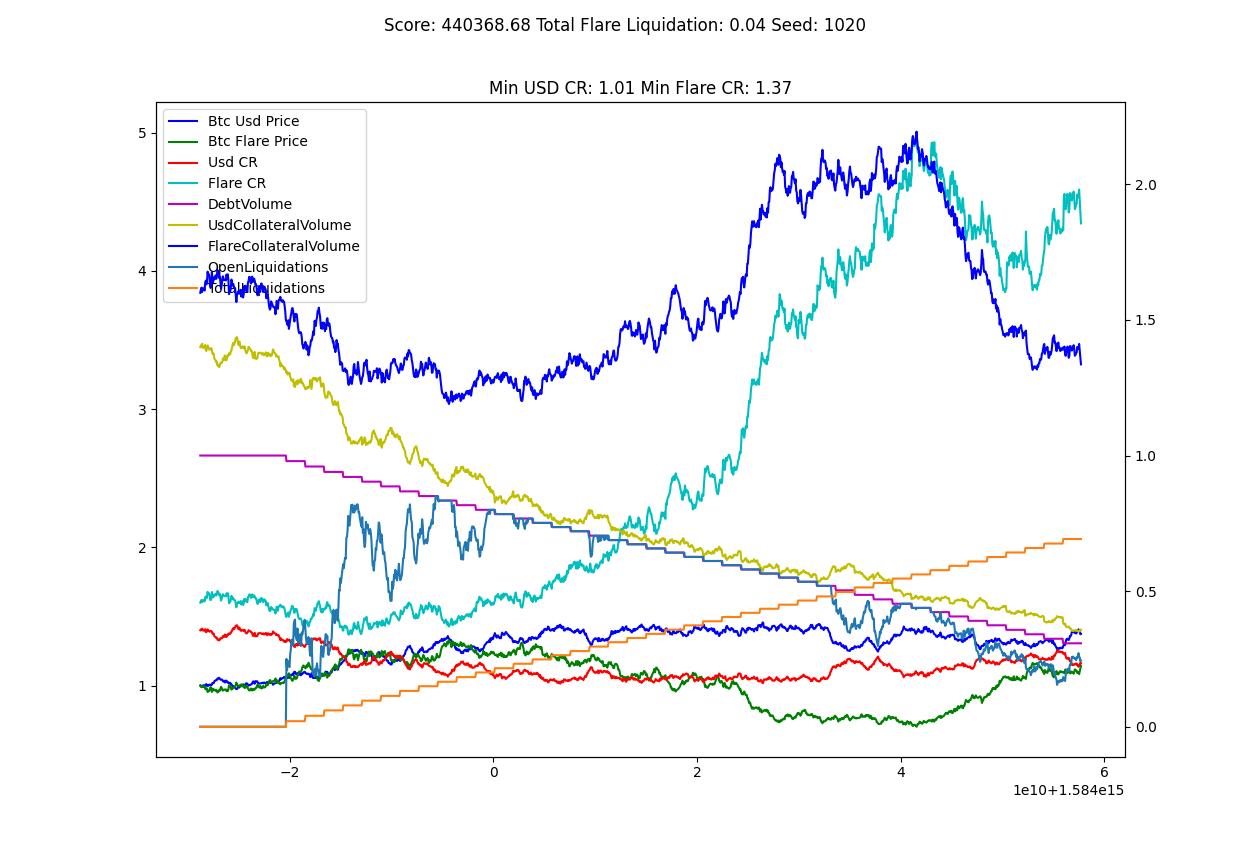 Score: 440368.68 Total Flare Liquidation: 0.04 Seed: 1020
Min USD CR: 1.01 Min Flare CR: 1.37
Btc Usd Price
Btc Flare Price
Usd CR
Flare CR
DebtVolume
UsdCollateralVolume
FlareCollateralVolume
OpenLiquidations
TotalLiquidations
5
4
3
2
1
2.0
1.5
1.0
0.5
0.0
−2 0 2 4 6
1e10+1.584e15